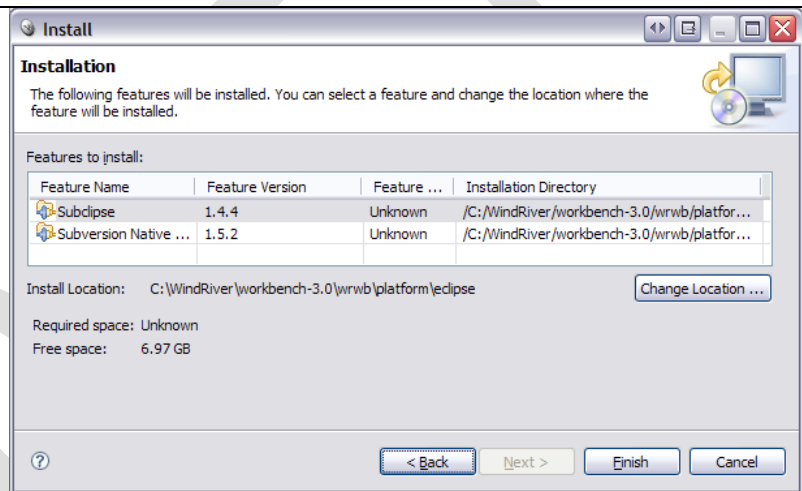 Install
Installation
The following features will be installed. You can select a feature and change the location where the
feature will be installed.
Features to install:
Feature Name Feature Version Feature ... Installation Directory
Subclipse 1.4.4 Unknown /C:/WindRiver/workbench-3.0/wrwb/platfor...
Subversion Native ... 1.5.2 Unknown /C:/WindRiver/workbench-3.0/wrwb/platfor...
Install Location: C:\WindRiver\workbench-3.0\wrwb\platform\eclipse Change Location ...
Required space: Unknown
Free space: 6.97 GB
? < Back Next > Finish Cancel